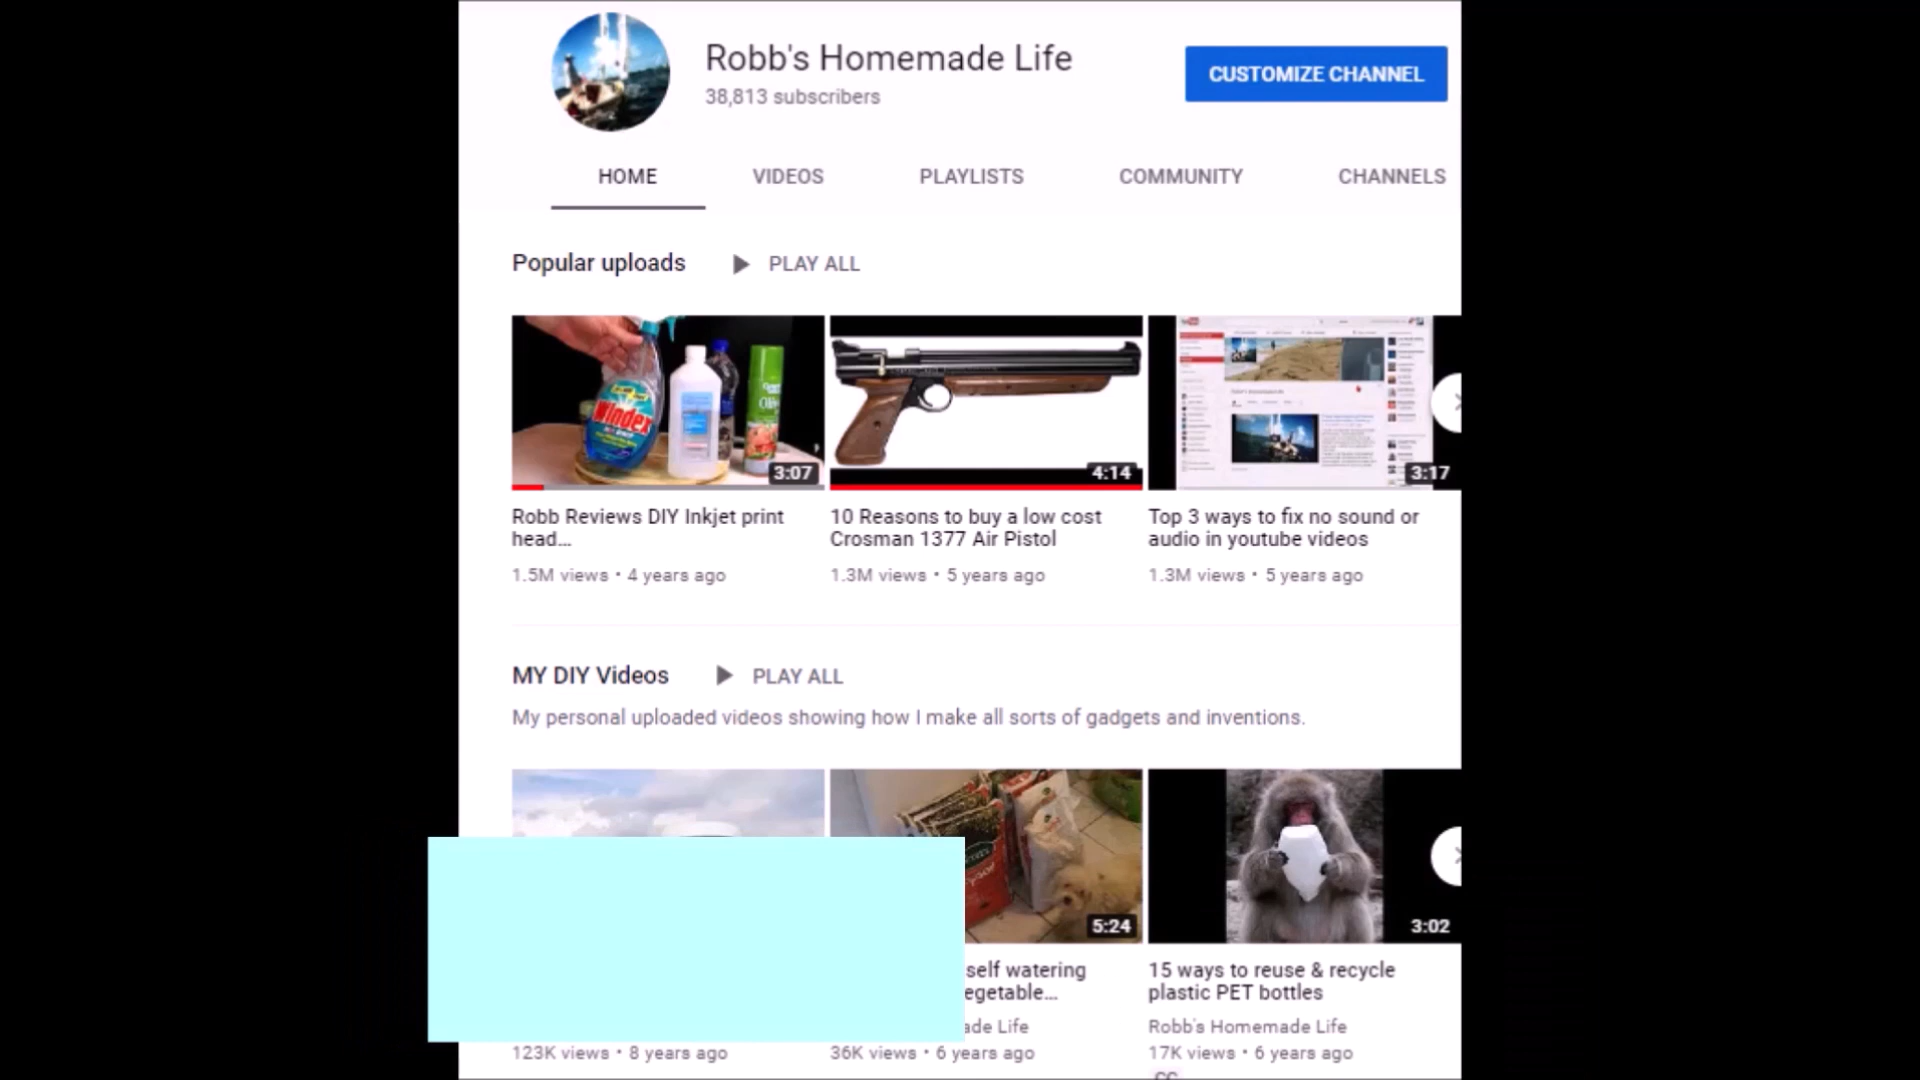 Robb's Homemade Life
38,813 subscribers
CUSTOMIZE CHANNEL
HOME VIDEOS PLAYLISTS COMMUNITY CHANNELS
Popular uploads PLAY ALL
Windex
3:07
4:14
3:17
Robb Reviews DIY Inkjet print
head...
1.5M views • 4 years ago
10 Reasons to buy a low cost
Crosman 1377 Air Pistol
1.3M views • 5 years ago
Top 3 ways to fix no sound or
audio in youtube videos
1.3M views • 5 years ago
MY DIY Videos PLAY ALL
My personal uploaded videos showing how I make all sorts of gadgets and inventions.
5:24
3:02
123K views • 8 years ago
self watering
egetable...
ade Life
36K views • 6 years ago
15 ways to reuse & recycle
plastic PET bottles
Robb's Homemade Life
17K views • 6 years ago